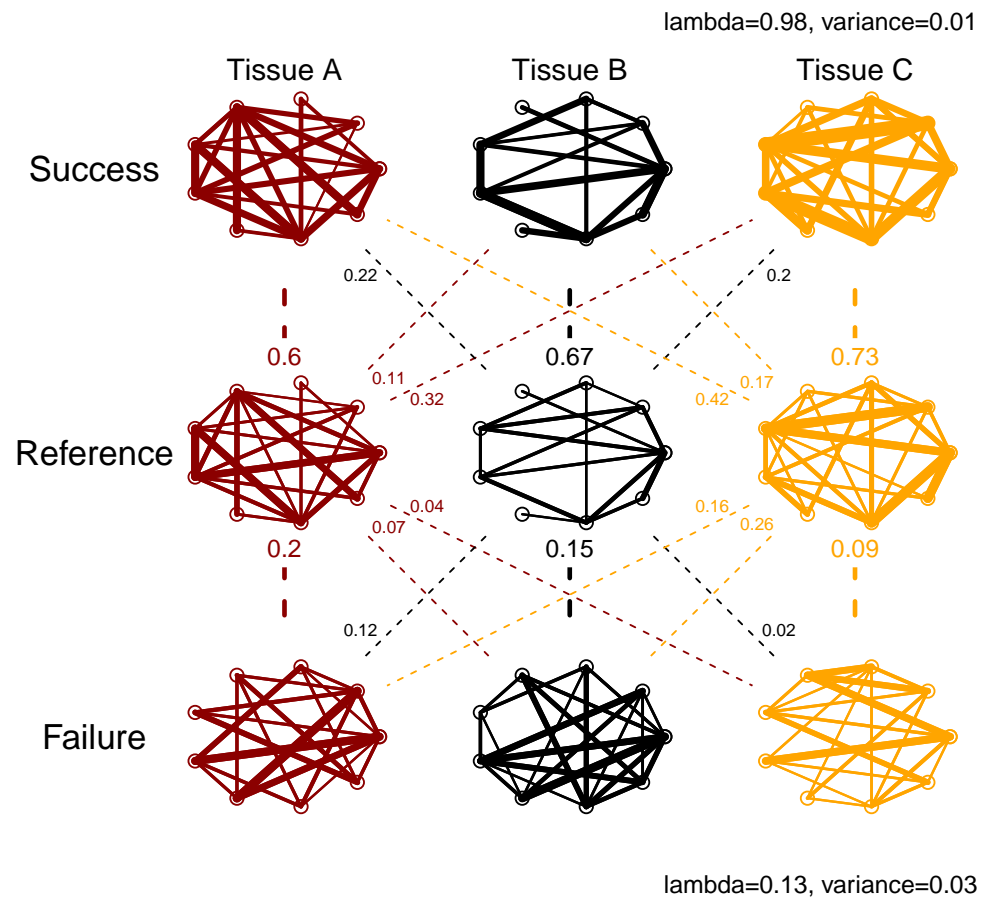 lambda=0.98, variance=0.01
Tissue A Tissue B Tissue C
Success
0.22 0.2
0.6 0.67 0.73
0.11 0.17
0.32 0.42
Reference
0.04 0.16
0.07 0.26
0.2 0.15 0.09
0.12 0.02
Failure
lambda=0.13, variance=0.03